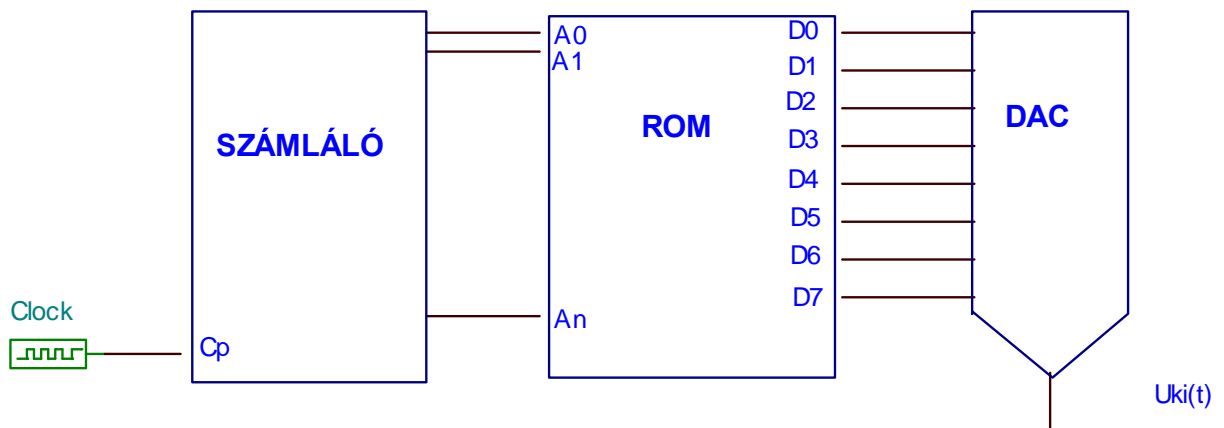 Clock
Cp
SZÁMLÁLÓ
A0
A1
An
ROM
D0
D1
D2
D3
D4
D5
D6
D7
DAC
Uki(t)